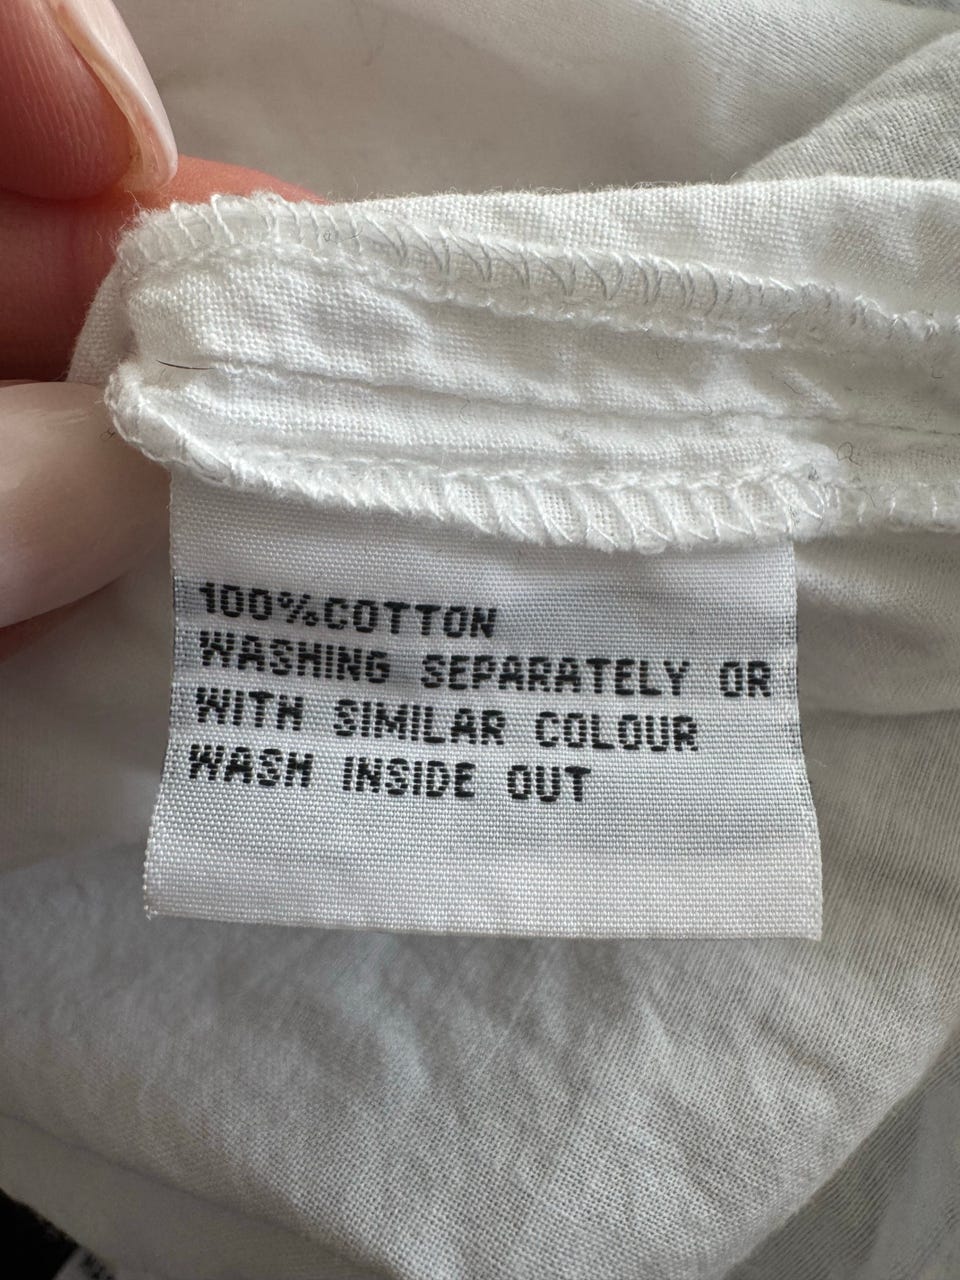 100%COTTON
WASHING SEPARATELY OR
WITH SIMILAR COLOUR
WASH INSIDE OUT